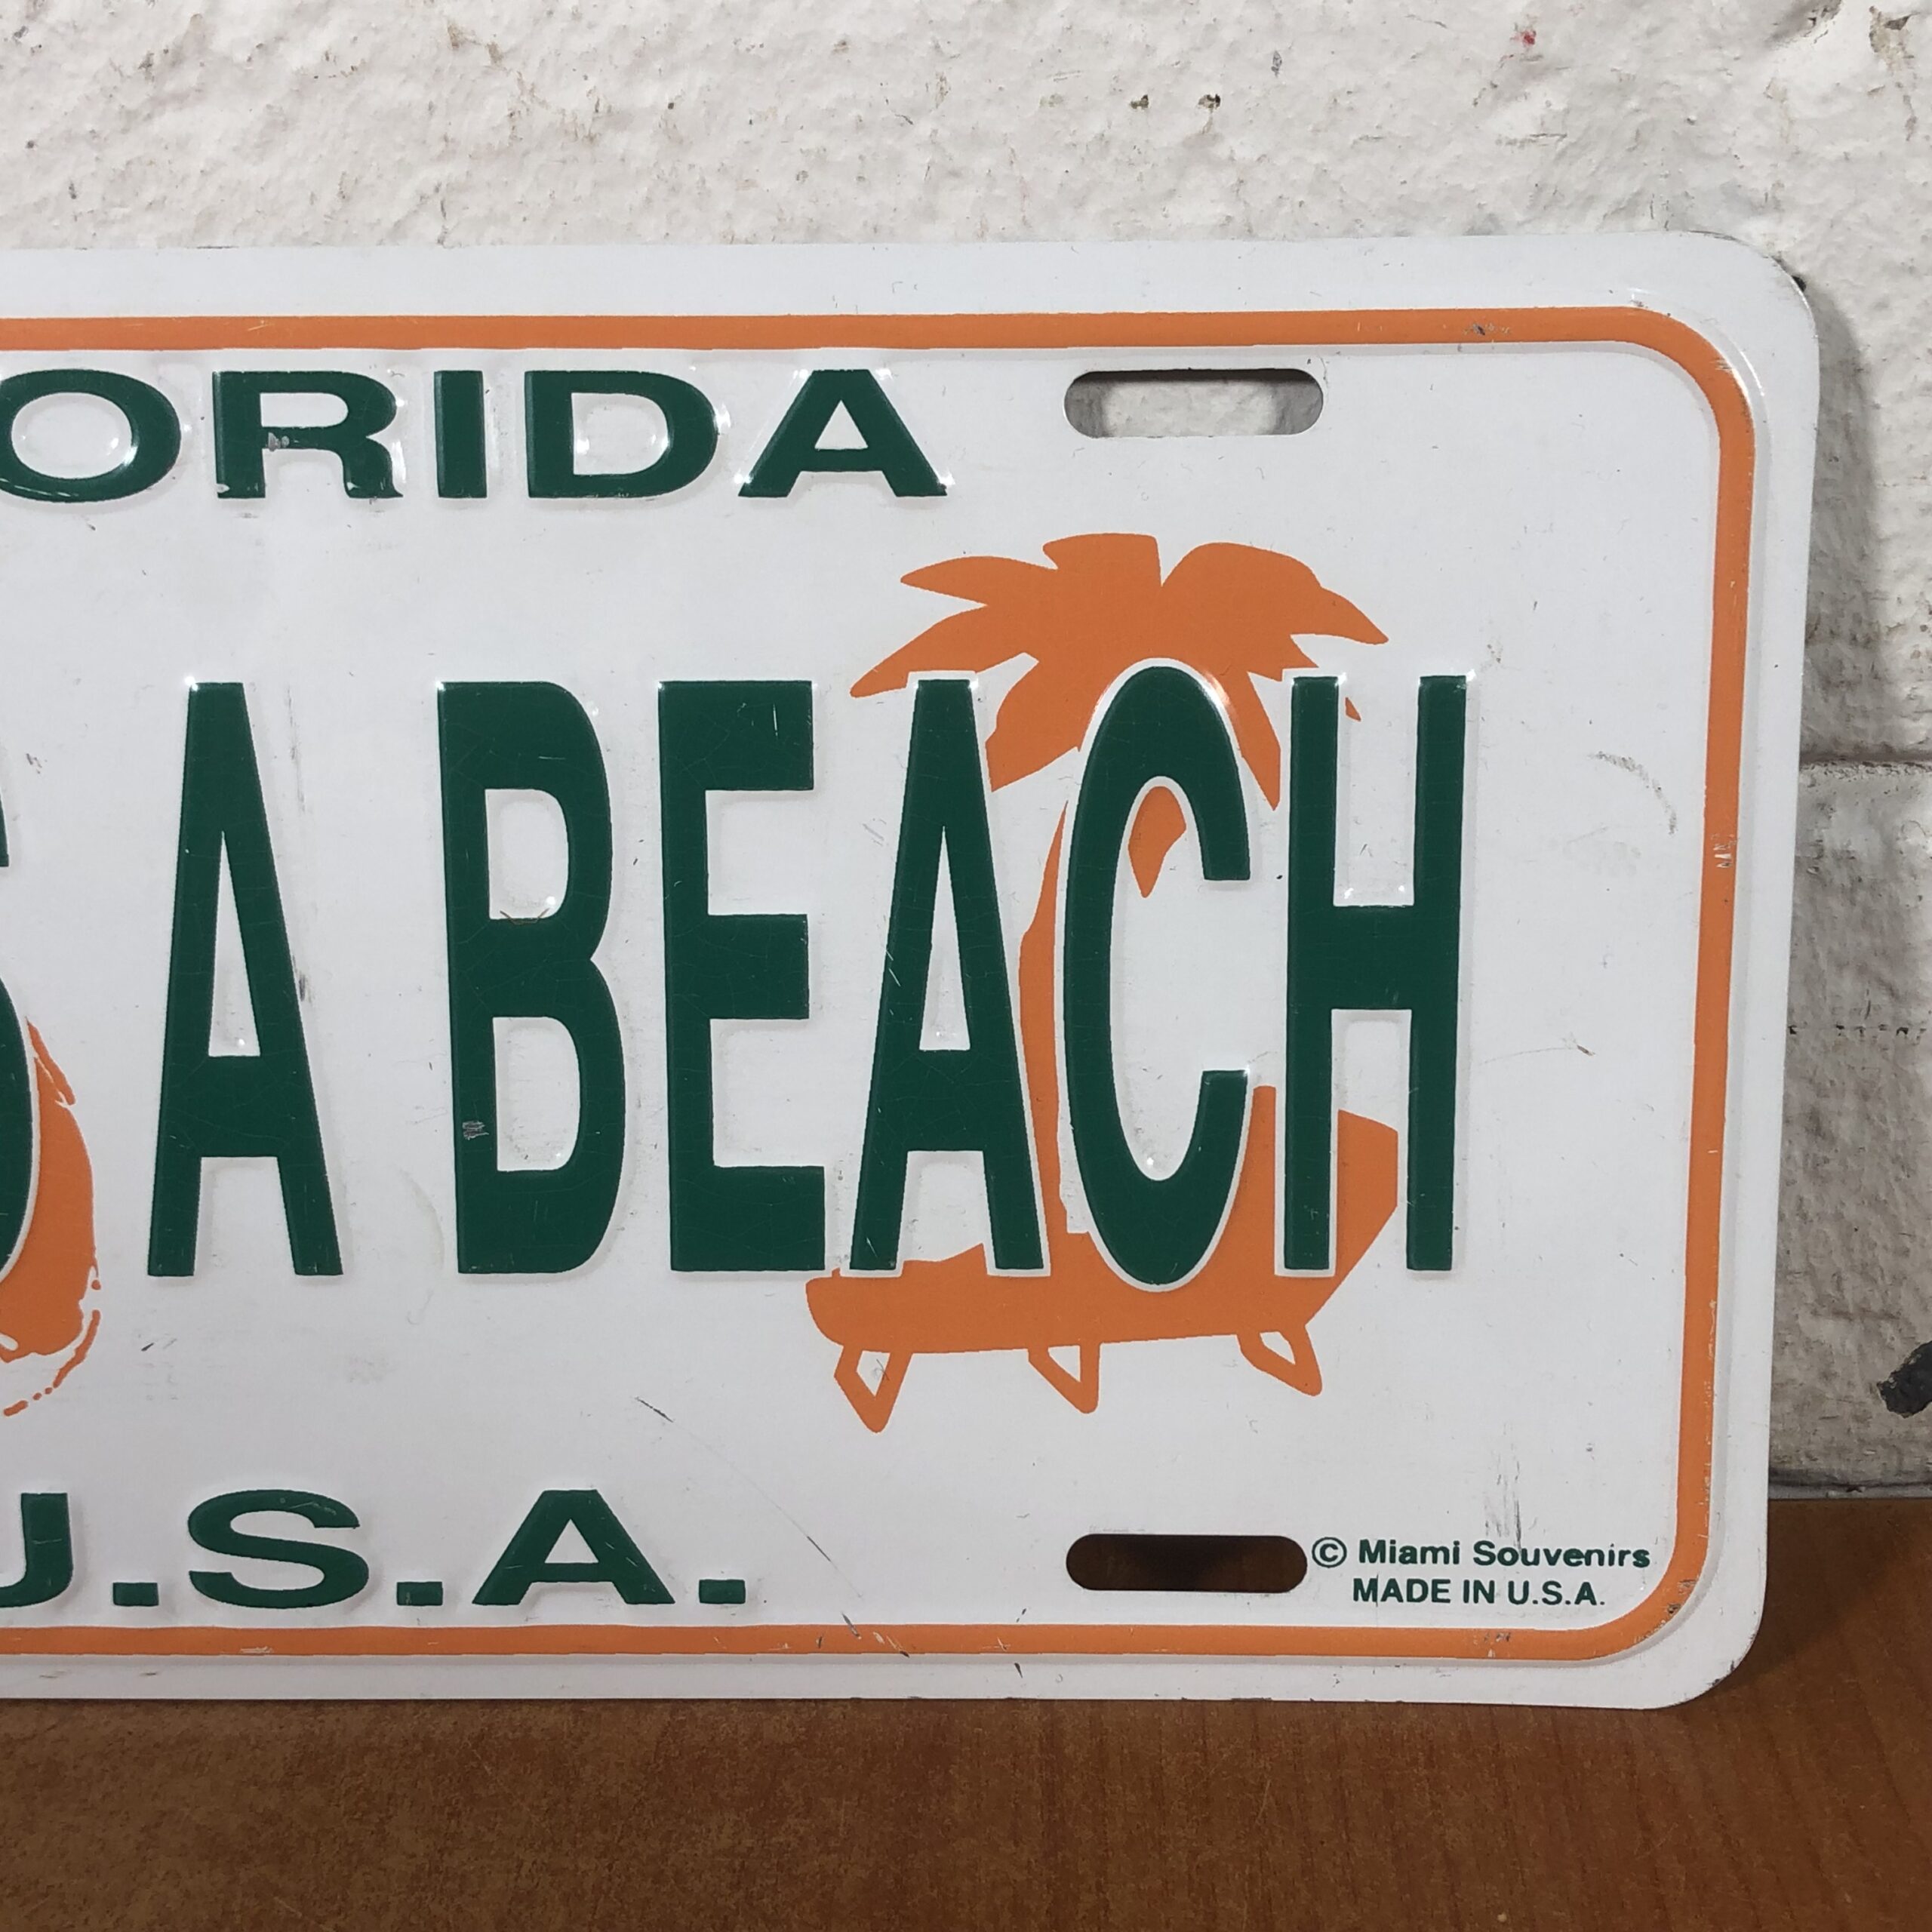 ORIDA
S A BEACH
U.S.A.
© Miami Souvenirs
MADE IN U.S.A.